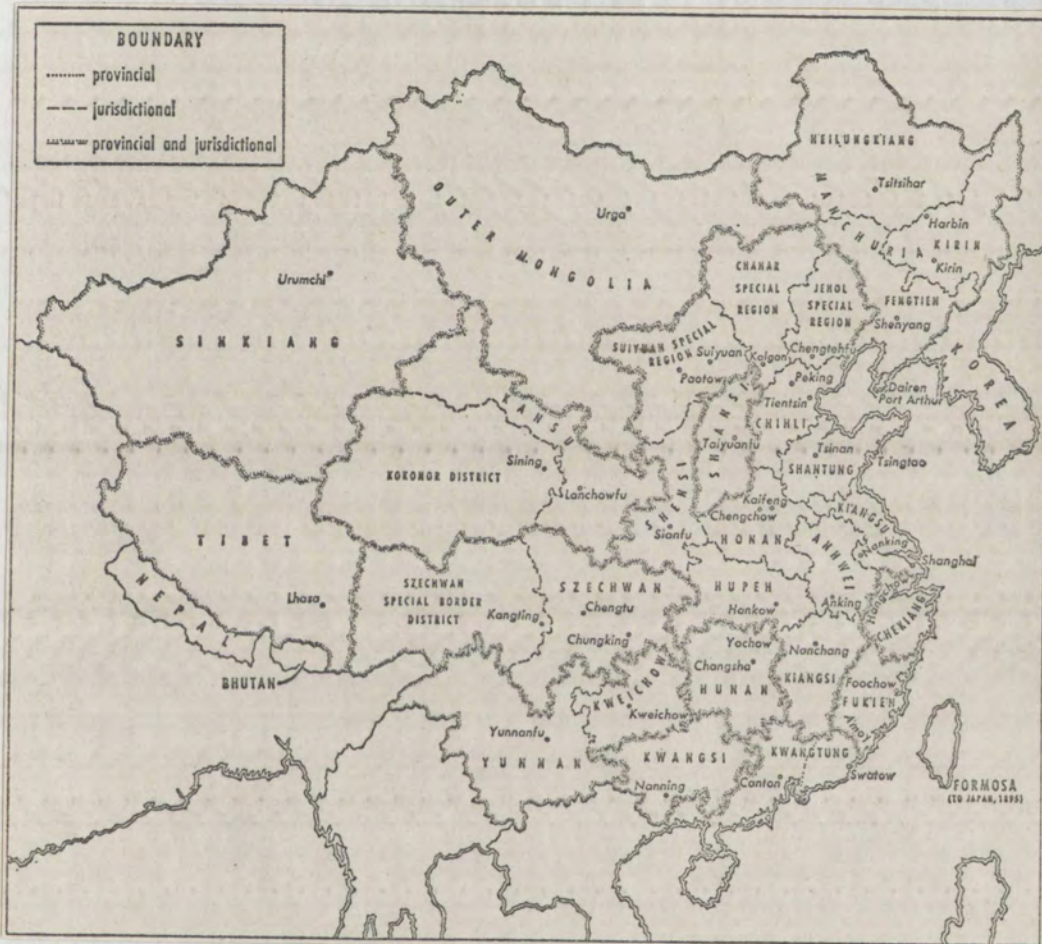 BOUNDARY
provincial
jurisdictional
provincial and jurisdictional
HEILUNGKIANG
Tsitsihar
MANCHURIA
Harbin
KIRIN
Kirin
OUTER MONGOLIA
Urga
CHAHAR
SPECIAL
REGION
JEHOL
SPECIAL
REGION
FENGTIEN
Shenyang
Urumchi
SINKIANG
SUIYUAN SPECIAL
REGION
Suiyuan
Kalgan
Chengtehfu
Paotow
Peking
Dairen
Port Arthur
KOREA
Tientsin
CHIHLI
KANSU
SHANSI
Taiyuanfu
Tsinan
SHANTUNG
Tsingtao
Sining
KOKONOR DISTRICT
Lanchowfu
SHENSI
Kaifeng
Chengchow
KIANGSU
Sianfu
HONAN
ANHWEI
Nanking
Shanghai
TIBET
NEPAL
Lhasa
BHUTAN
SZECHWAN
SPECIAL BORDER
DISTRICT
Kangting
SZECHWAN
Chengtu
Chungking
HUPEH
Hankow
Anking
Hangchow
CHEKIANG
Yochow
Changsha
HUNAN
Nanchang
KIANGSI
Foochow
FUKIEN
Amoy
KWEICHOW
Kweichow
Yunnanfu
YUNNAN
KWANGSI
Nanning
KWANGTUNG
Canton
Swatow
FORMOSA
(TO JAPAN, 1895)